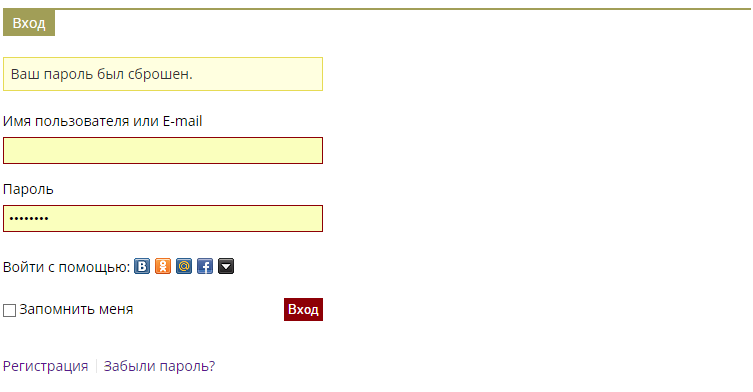 Вход
Ваш пароль был сброшен.
Имя пользователя или E-mail
Пароль
••••••••
Войти с помощью:
Запомнить меня Вход
Регистрация | Забыли пароль?